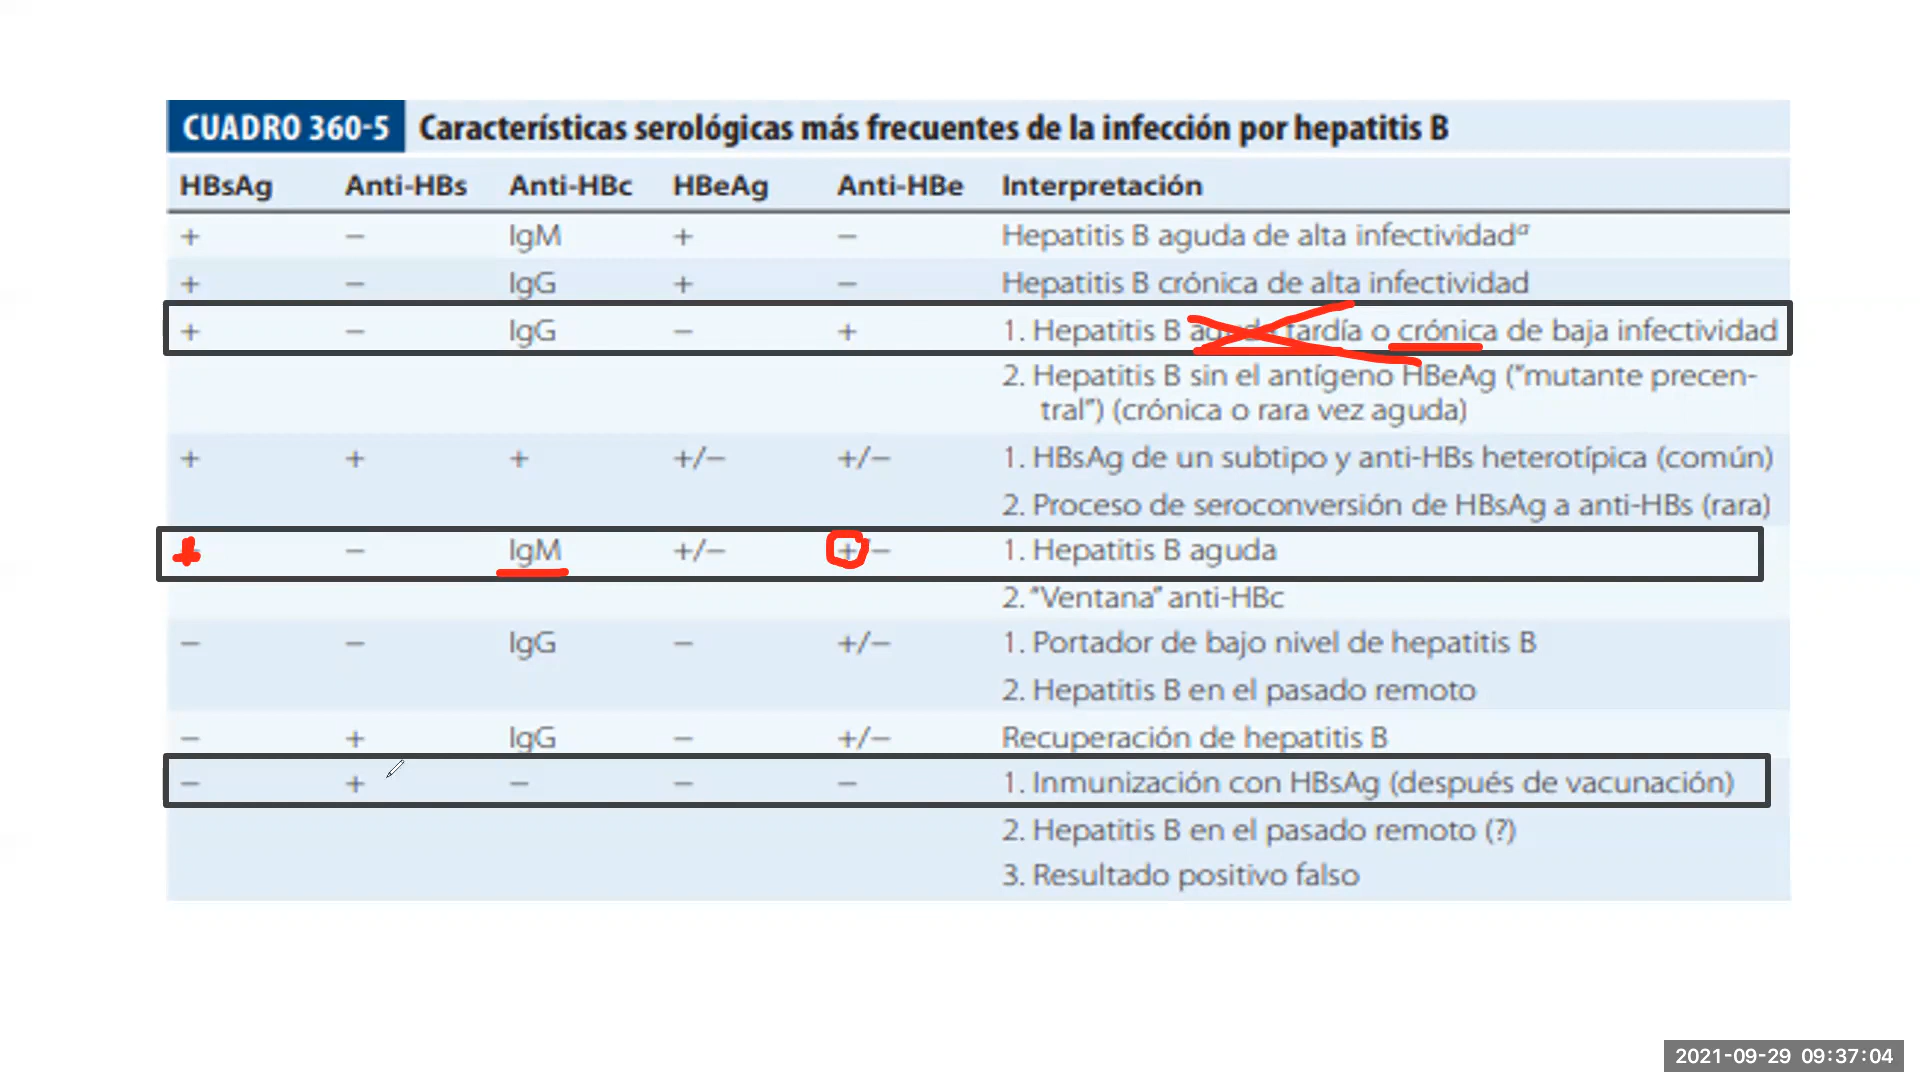 CUADRO 360-5 Características serológicas más frecuentes de la infección por hepatitis B
HBsAg Anti-HBs Anti-HBc HBeAg Anti-HBe Interpretación
+ − IgM + − Hepatitis B aguda de alta infectividadᵃ
+ − IgG + − Hepatitis B crónica de alta infectividad
+ − IgG − + 1. Hepatitis B aguda tardía o crónica de baja infectividad
2. Hepatitis B sin el antígeno HBeAg ("mutante precen-
tral") (crónica o rara vez aguda)
+ + + +/− +/− 1. HBsAg de un subtipo y anti-HBs heterotípica (común)
2. Proceso de seroconversión de HBsAg a anti-HBs (rara)
+ − IgM +/− +/− 1. Hepatitis B aguda
2. "Ventana" anti-HBc
− − IgG − +/− 1. Portador de bajo nivel de hepatitis B
2. Hepatitis B en el pasado remoto
− + IgG − +/− Recuperación de hepatitis B
− + − − − 1. Inmunización con HBsAg (después de vacunación)
2. Hepatitis B en el pasado remoto (?)
3. Resultado positivo falso
2021-09-29 09:37:04